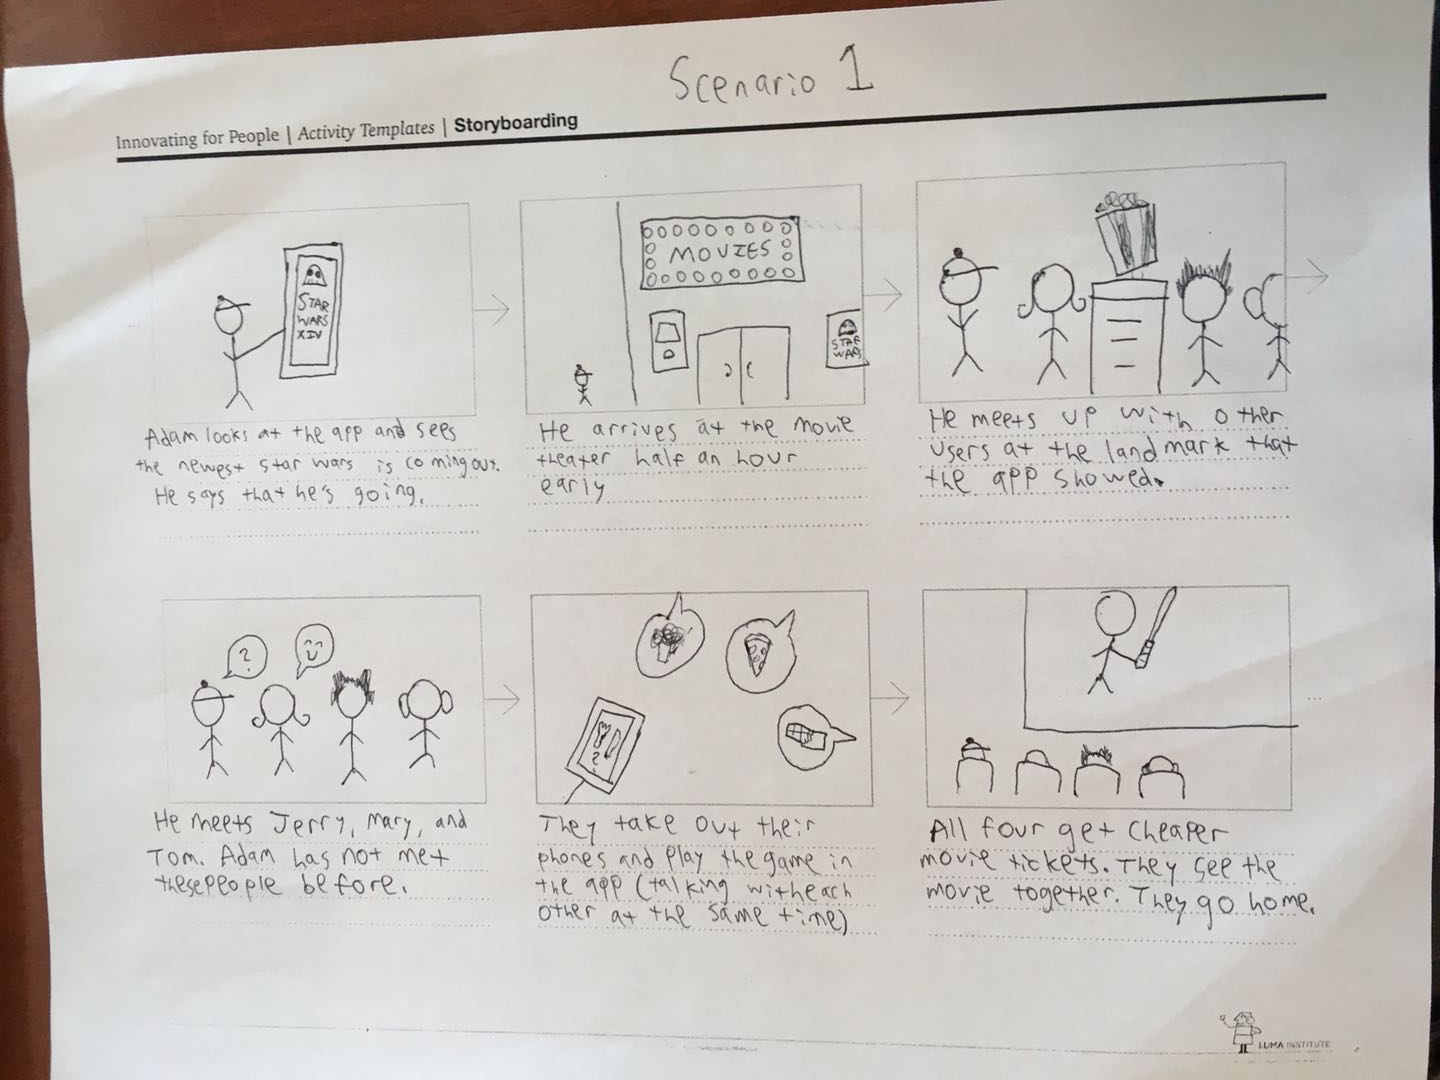 Scenario 1
Innovating for People | Activity Templates | Storyboarding
STAR
WARS
XIV
MOVIES
STAR
WARS
Adam looks at the app and sees
the newest star wars is coming out.
He says that he's going.
He arrives at the movie
theater half an hour
early
He meets up with other
users at the landmark that
the app showed.
?
?
He meets Jerry, Mary, and
Tom. Adam has not met
these people before.
They take out their
phones and play the game in
the app (talking with each
other at the same time)
All four get cheaper
movie tickets. They see the
movie together. They go home.
LUMA INSTITUTE